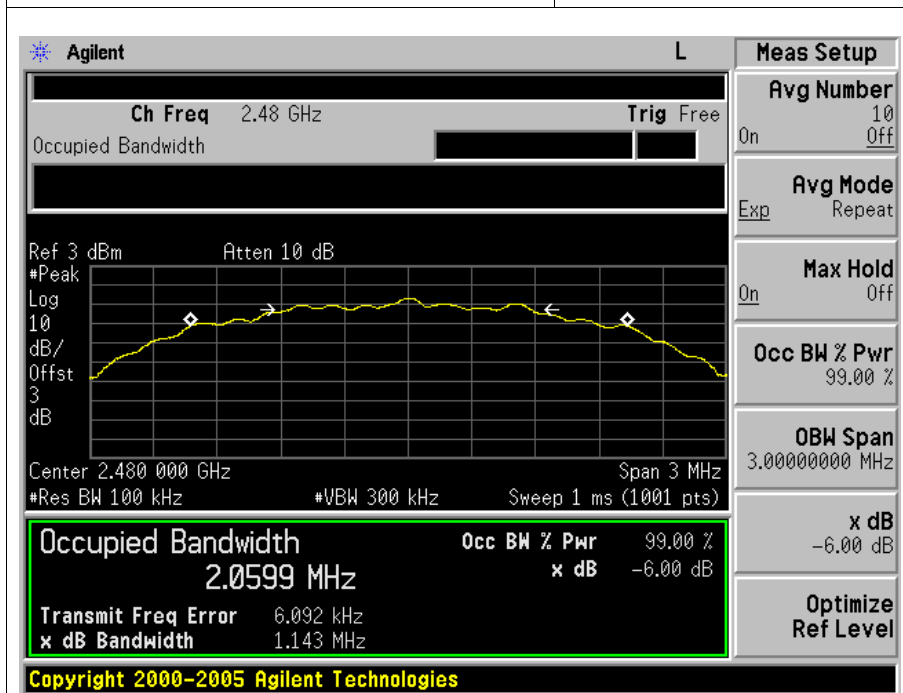 Agilent L Meas Setup
Ch Freq 2.48 GHz Trig Free
Occupied Bandwidth
Ref 3 dBm Atten 10 dB
#Peak
Log
10
dB/
Offst
3
dB
Center 2.480 000 GHz Span 3 MHz
#Res BW 100 kHz #VBW 300 kHz Sweep 1 ms (1001 pts)
Occupied Bandwidth Occ BW % Pwr 99.00 %
2.0599 MHz x dB -6.00 dB
Transmit Freq Error 6.092 kHz
x dB Bandwidth 1.143 MHz
Avg Number
10
On Off
Avg Mode
Exp Repeat
Max Hold
On Off
Occ BW % Pwr
99.00 %
OBW Span
3.00000000 MHz
x dB
-6.00 dB
Optimize
Ref Level
Copyright 2000-2005 Agilent Technologies